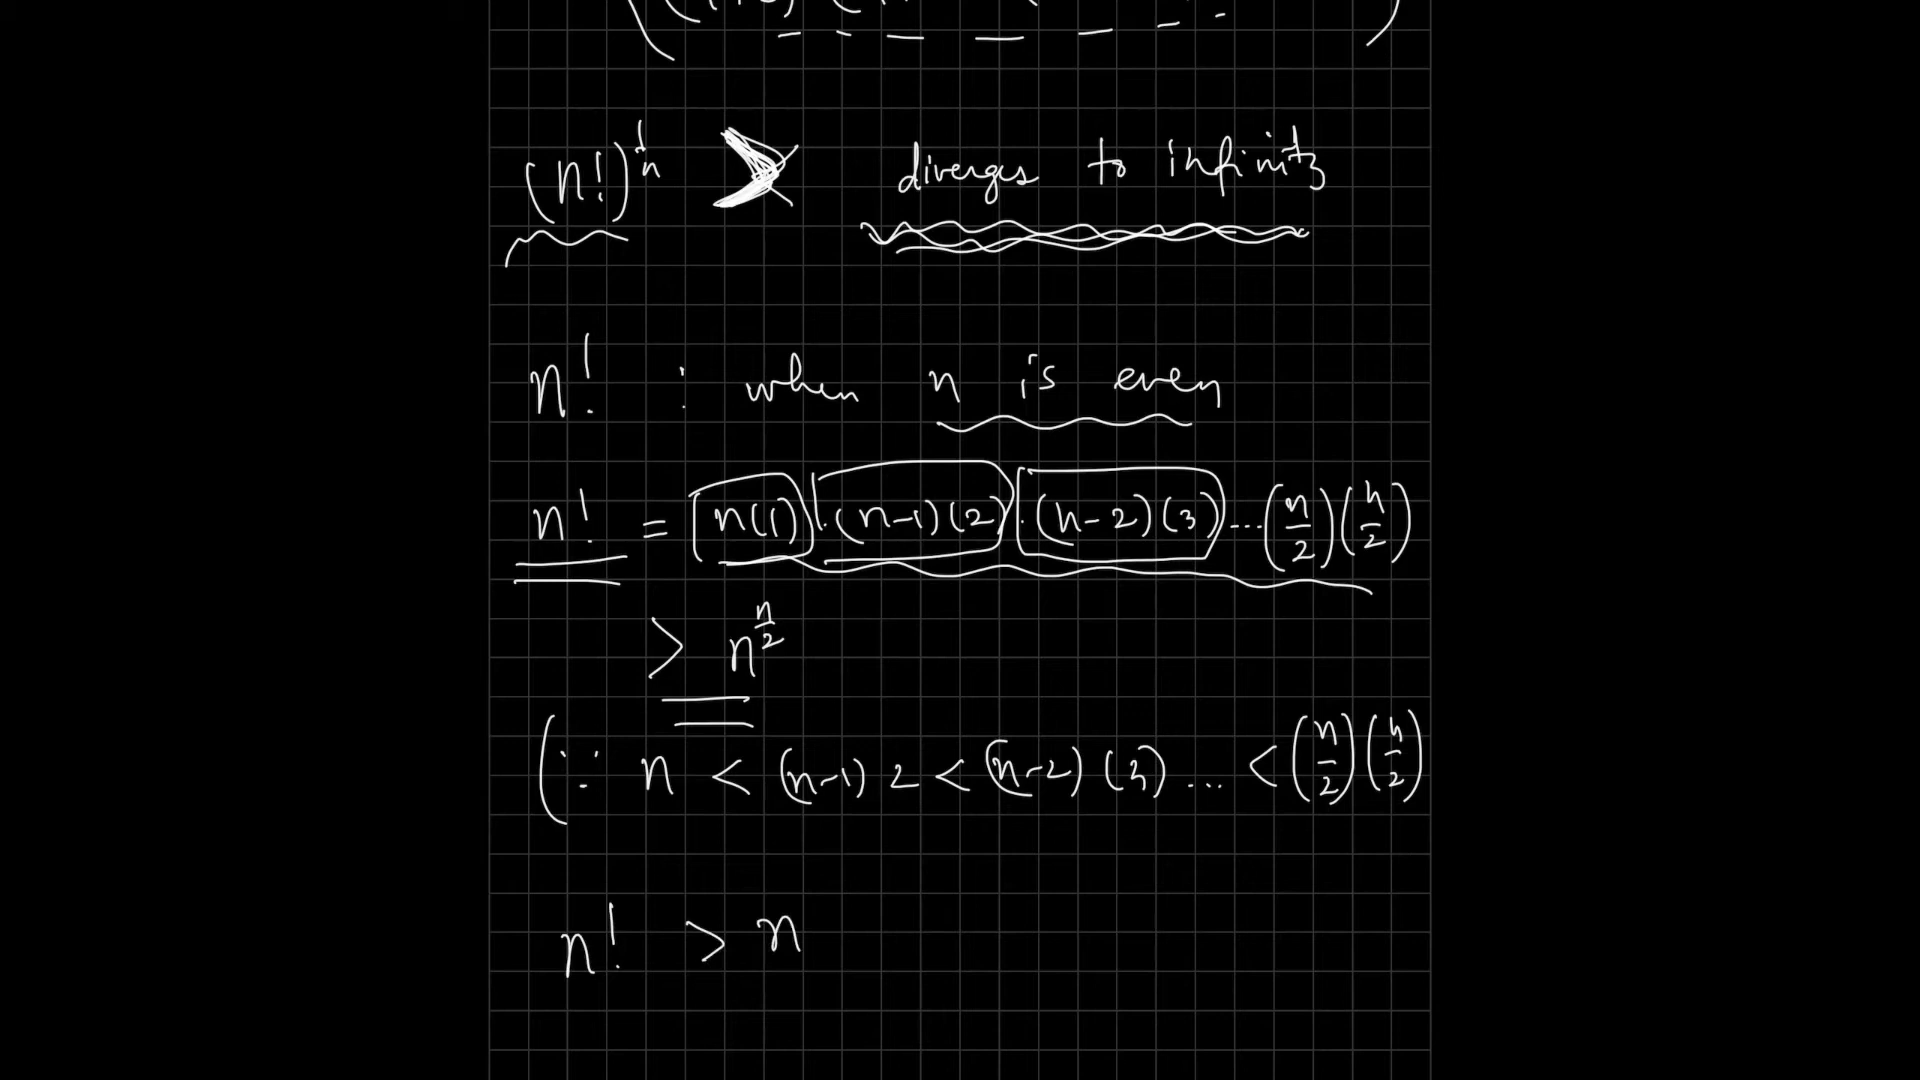 (n!)^{1/n} > diverges to infinity
n! : when n is even
n! = n(1).(n-1)(2).(n-2)(3)...(n/2)(n/2)
> n^{n/2}
(∵ n < (n-1)2 < (n-2)(3)... < (n/2)(n/2)
n! > n